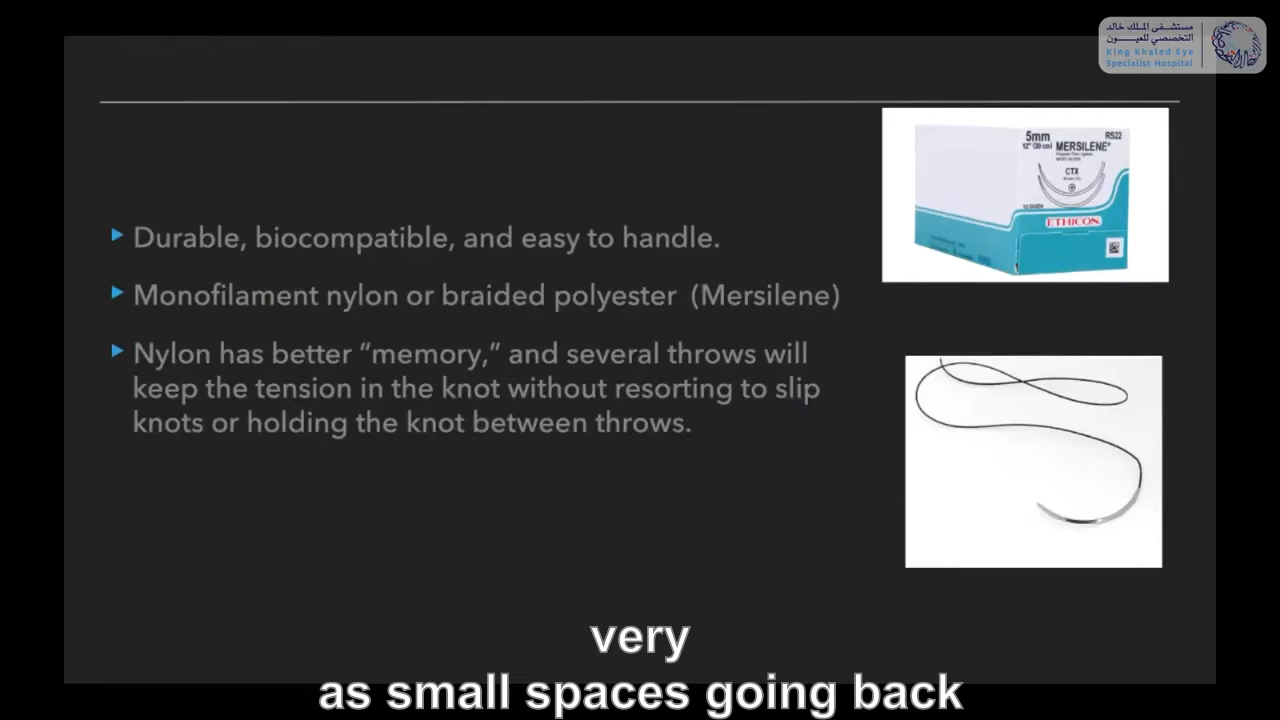 مستشفى الملك خالد
التخصصي للعيون
King Khaled Eye
Specialist Hospital
5mm
RS22
12" (30 cm) MERSILENE*
CTX
ETHICON
Durable, biocompatible, and easy to handle.
Monofilament nylon or braided polyester (Mersilene)
Nylon has better “memory,” and several throws will
keep the tension in the knot without resorting to slip
knots or holding the knot between throws.
very
as small spaces going back